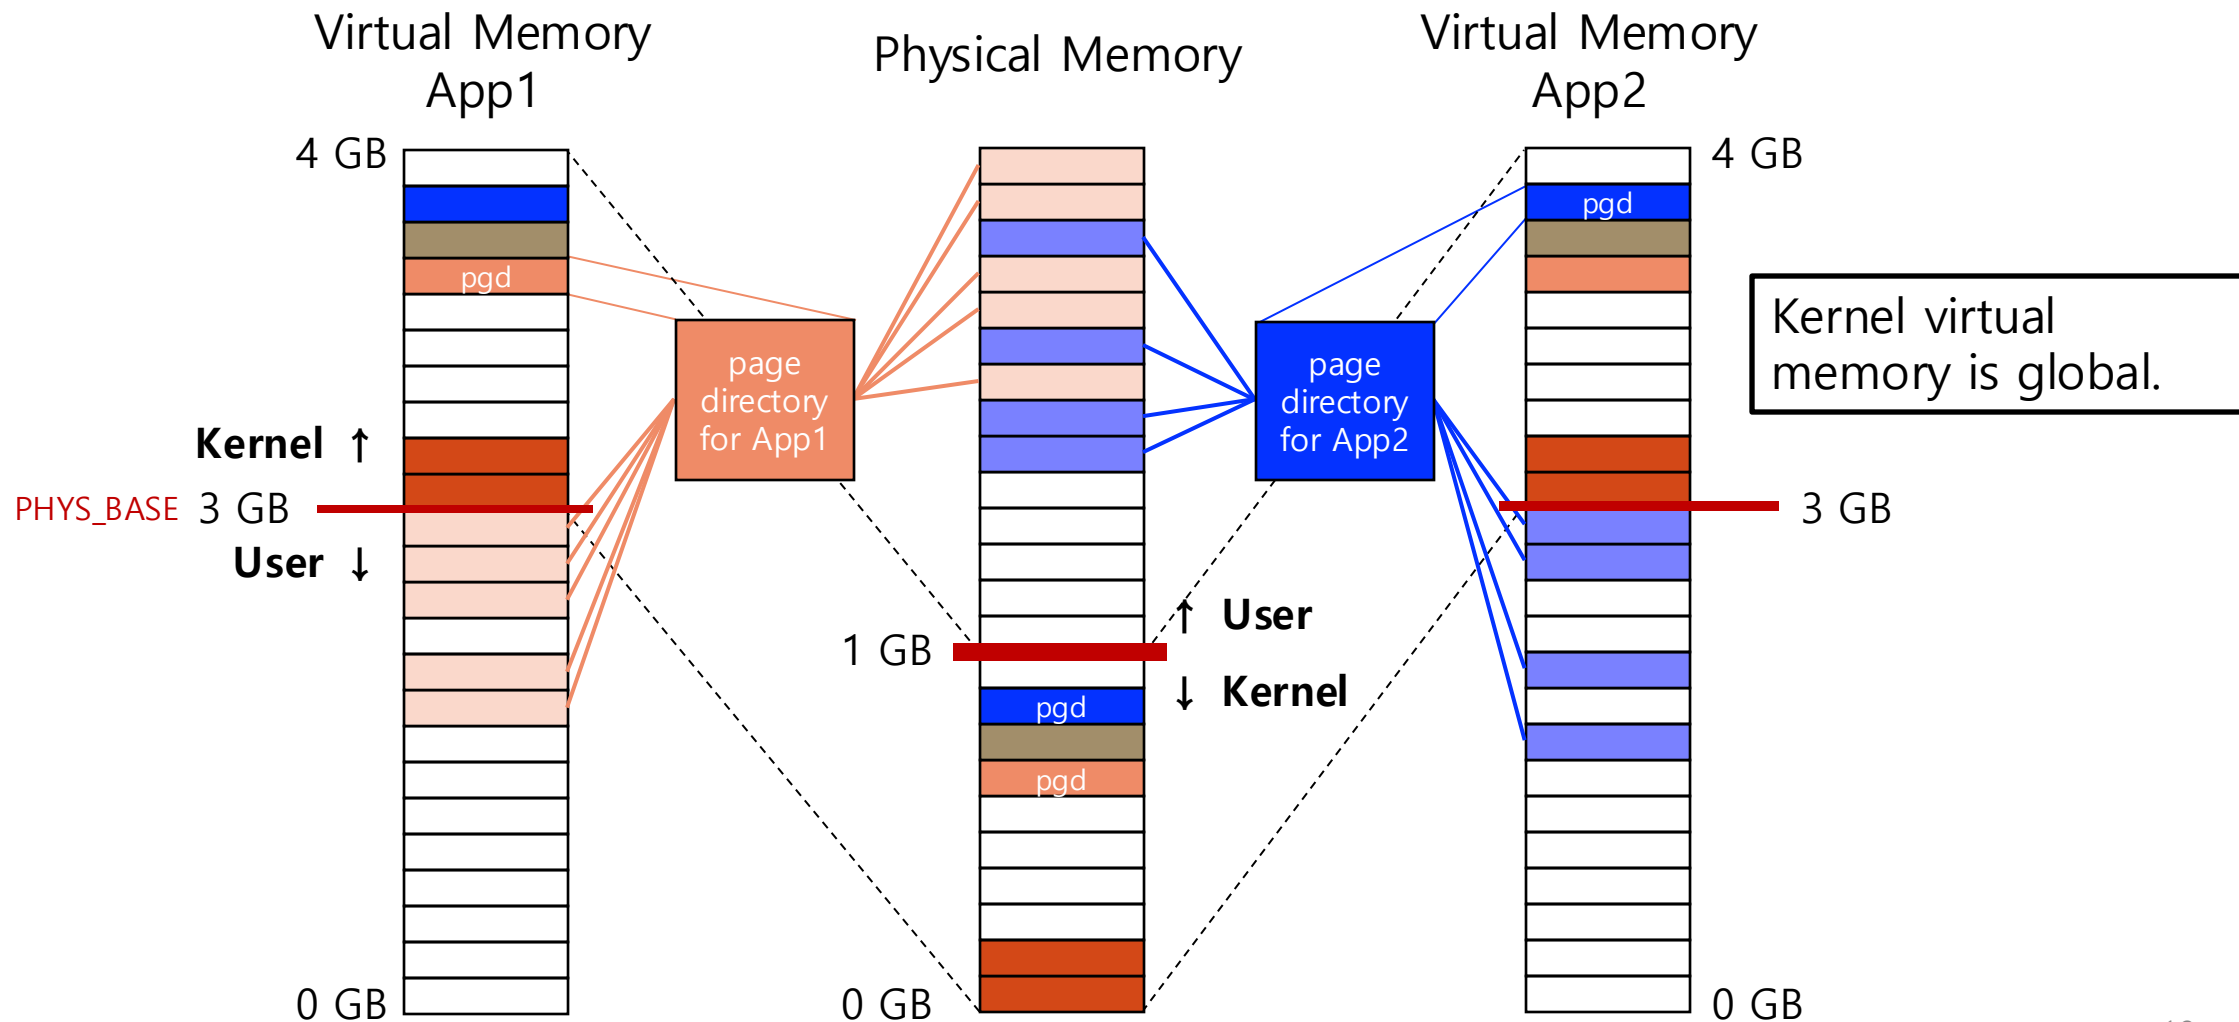 Virtual Memory
App1
Physical Memory
Virtual Memory
App2
4 GB
4 GB
pgd
pgd
Kernel virtual
memory is global.
page
directory
for App1
page
directory
for App2
Kernel ↑
PHYS_BASE 3 GB
3 GB
User ↓
↑ User
1 GB
↓ Kernel
pgd
pgd
0 GB
0 GB
0 GB